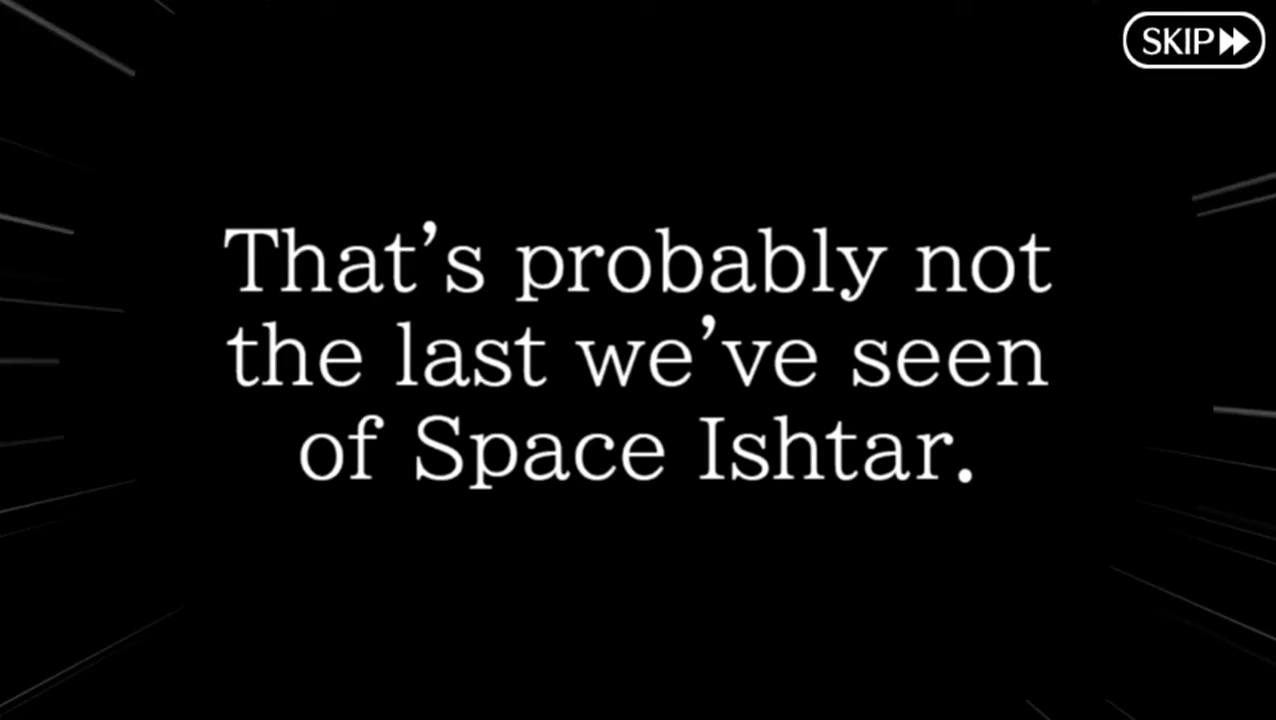 SKIP
That’s probably not
the last we’ve seen
of Space Ishtar.